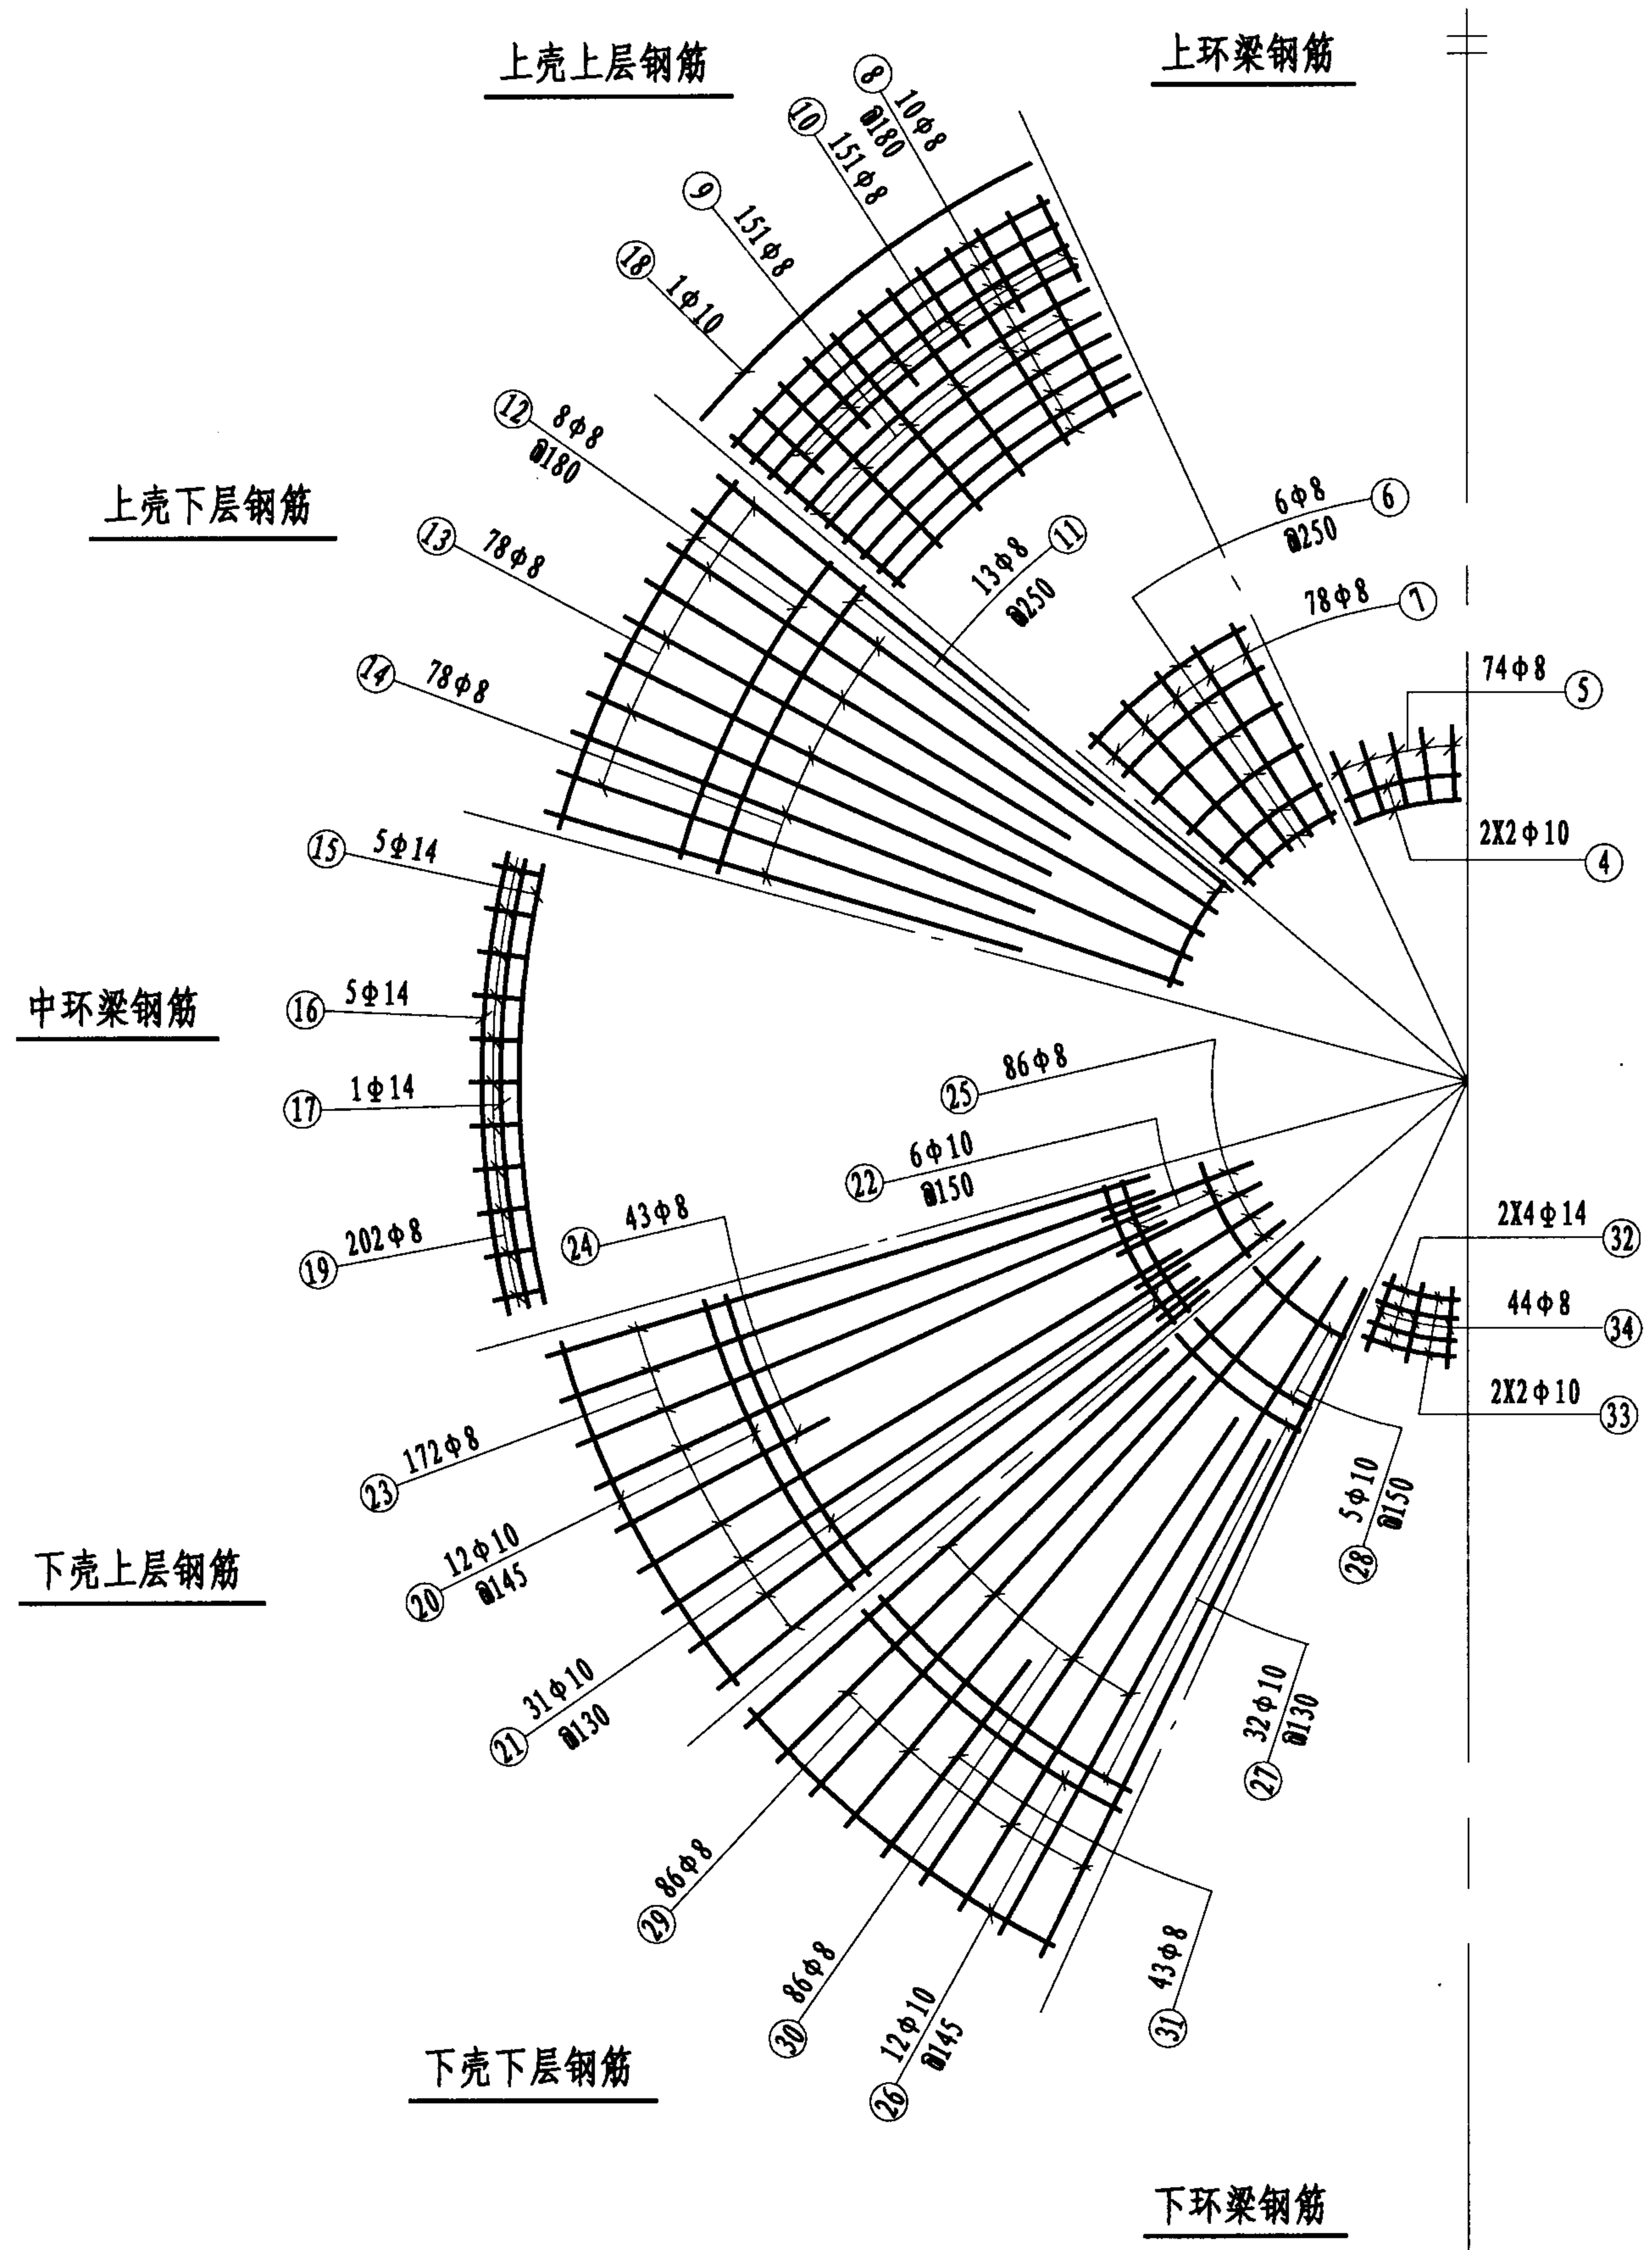 上环梁钢筋
上壳上层钢筋
⑧
10Φ8
@180
⑩
151Φ8
⑨
151Φ8
⑱
1Φ10
⑫
8Φ8
@180
上壳下层钢筋
⑬
78Φ8
⑭
78Φ8
13Φ8
@250
⑪
6Φ8
@250
⑥
78Φ8
⑦
74Φ8
⑤
2X2Φ10
④
⑮
5Φ14
中环梁钢筋
⑯
5Φ14
⑰
1Φ14
⑲
202Φ8
㉕
86Φ8
㉒
6Φ10
@150
㉔
43Φ8
2X4Φ14
㉜
44Φ8
㉞
2X2Φ10
㉝
㉓
172Φ8
下壳上层钢筋
⑳
12Φ10
@145
㉑
31Φ10
@130
5Φ10
@150
㉘
32Φ10
@130
㉗
㉙
86Φ8
㉚
86Φ8
㉖
12Φ10
@145
43Φ8
㉛
下壳下层钢筋
下环梁钢筋